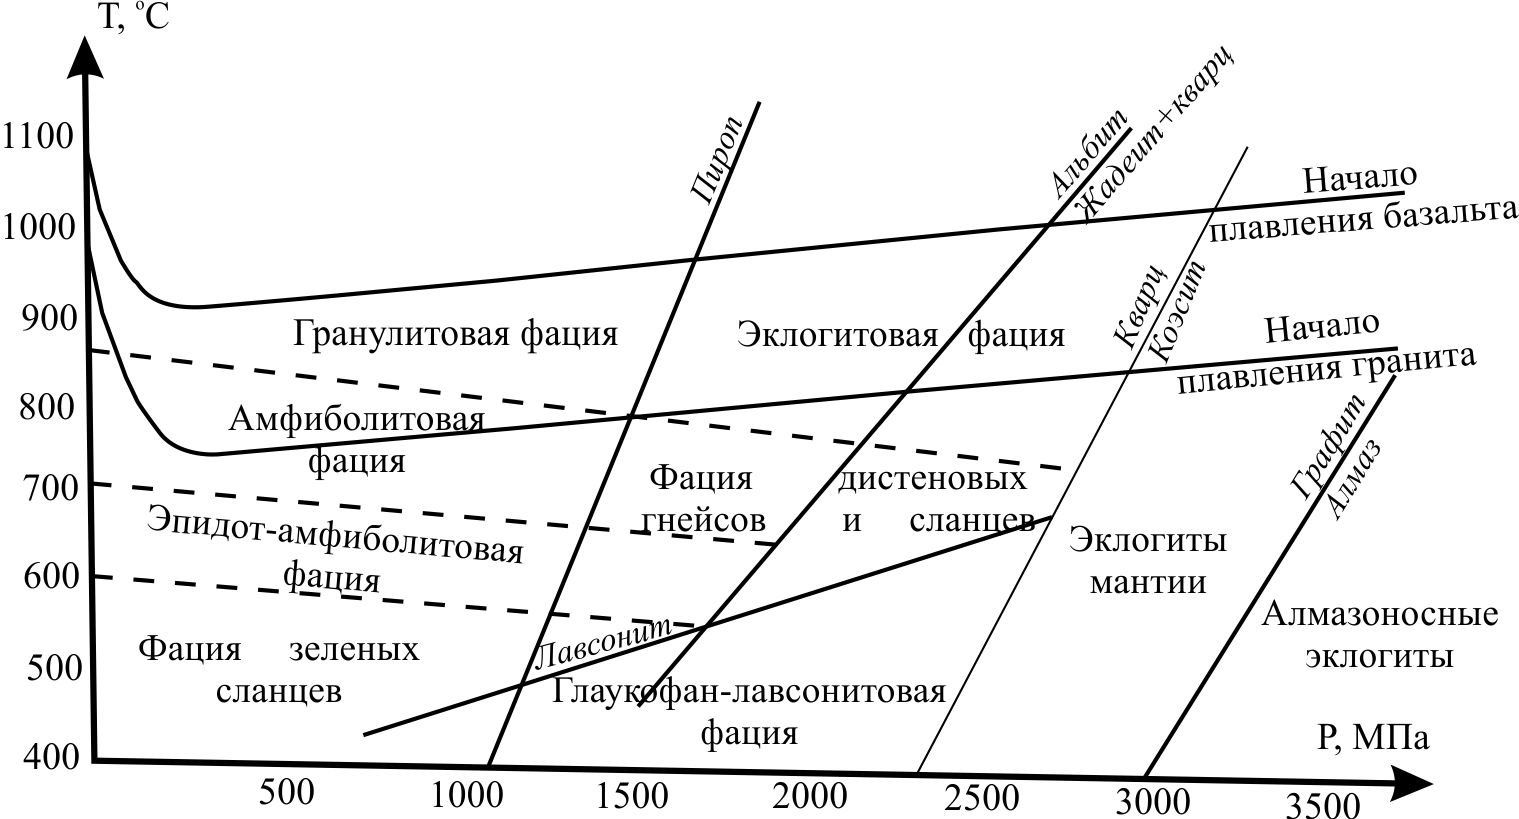 T, °C
1100
1000
900
800
700
600
500
400
Пироп
Альбит
Жадеит+кварц
Начало
плавления базальта
Кварц
Коэсит
Гранулитовая фация
Эклогитовая фация
Начало
плавления гранита
Амфиболитовая
фация
Графит
Алмаз
Фация дистеновых
гнейсов и сланцев
Эпидот-амфиболитовая
фация
Эклогиты
мантии
Алмазоносные
эклогиты
Фация зеленых
сланцев
Лавсонит
Глаукофан-лавсонитовая
фация
P, МПа
500 1000 1500 2000 2500 3000 3500